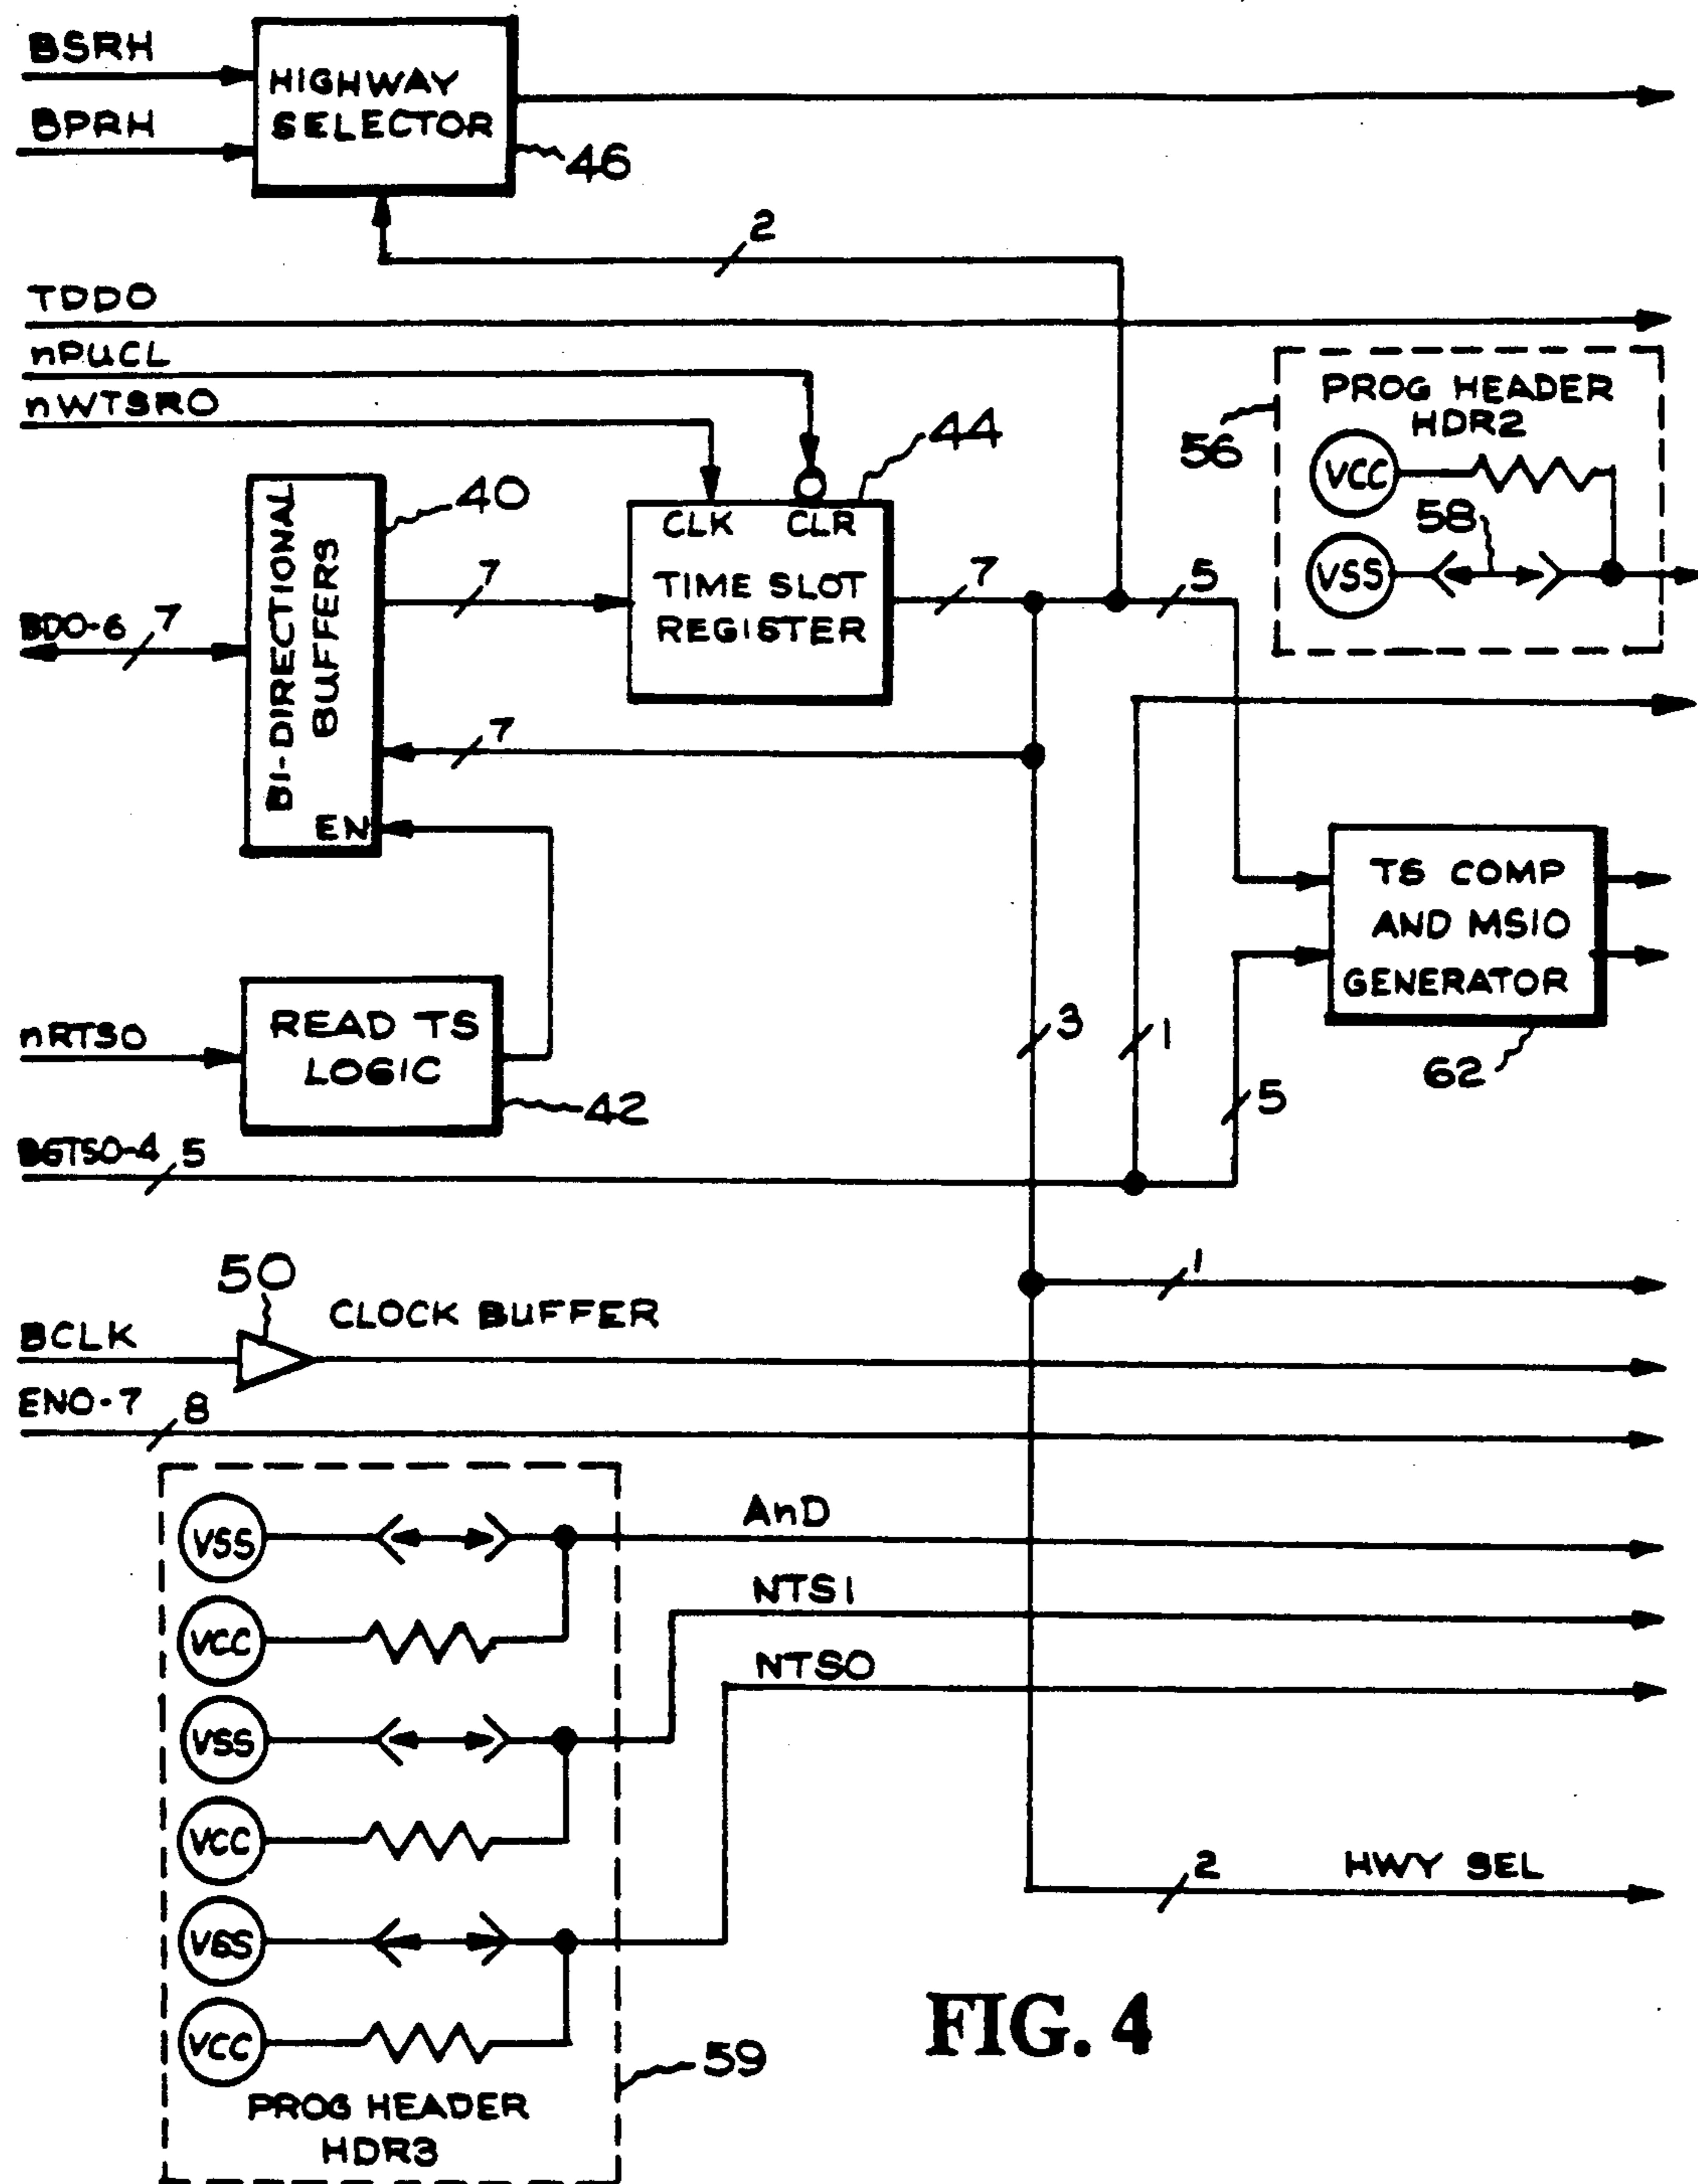 BSRH
BPRH
HIGHWAY
SELECTOR
46
2
TDDO
nPUCL
nWTSRO
44
PROG HEADER
HDR2
56
VCC
58
VSS
40
CLK CLR
TIME SLOT
REGISTER
BI-DIRECTIONAL
BUFFERS
EN
BDO-6
7
7
7
5
7
TS COMP
AND MSIO
GENERATOR
62
nRTSO
READ TS
LOGIC
42
3
1
5
BGTSO-4
5
1
50
CLOCK BUFFER
BCLK
ENO-7
8
VSS
AnD
VCC
NTS1
NTSO
VSS
VCC
2
HWY SEL
VSS
VCC
FIG. 4
59
PROG HEADER
HDR3